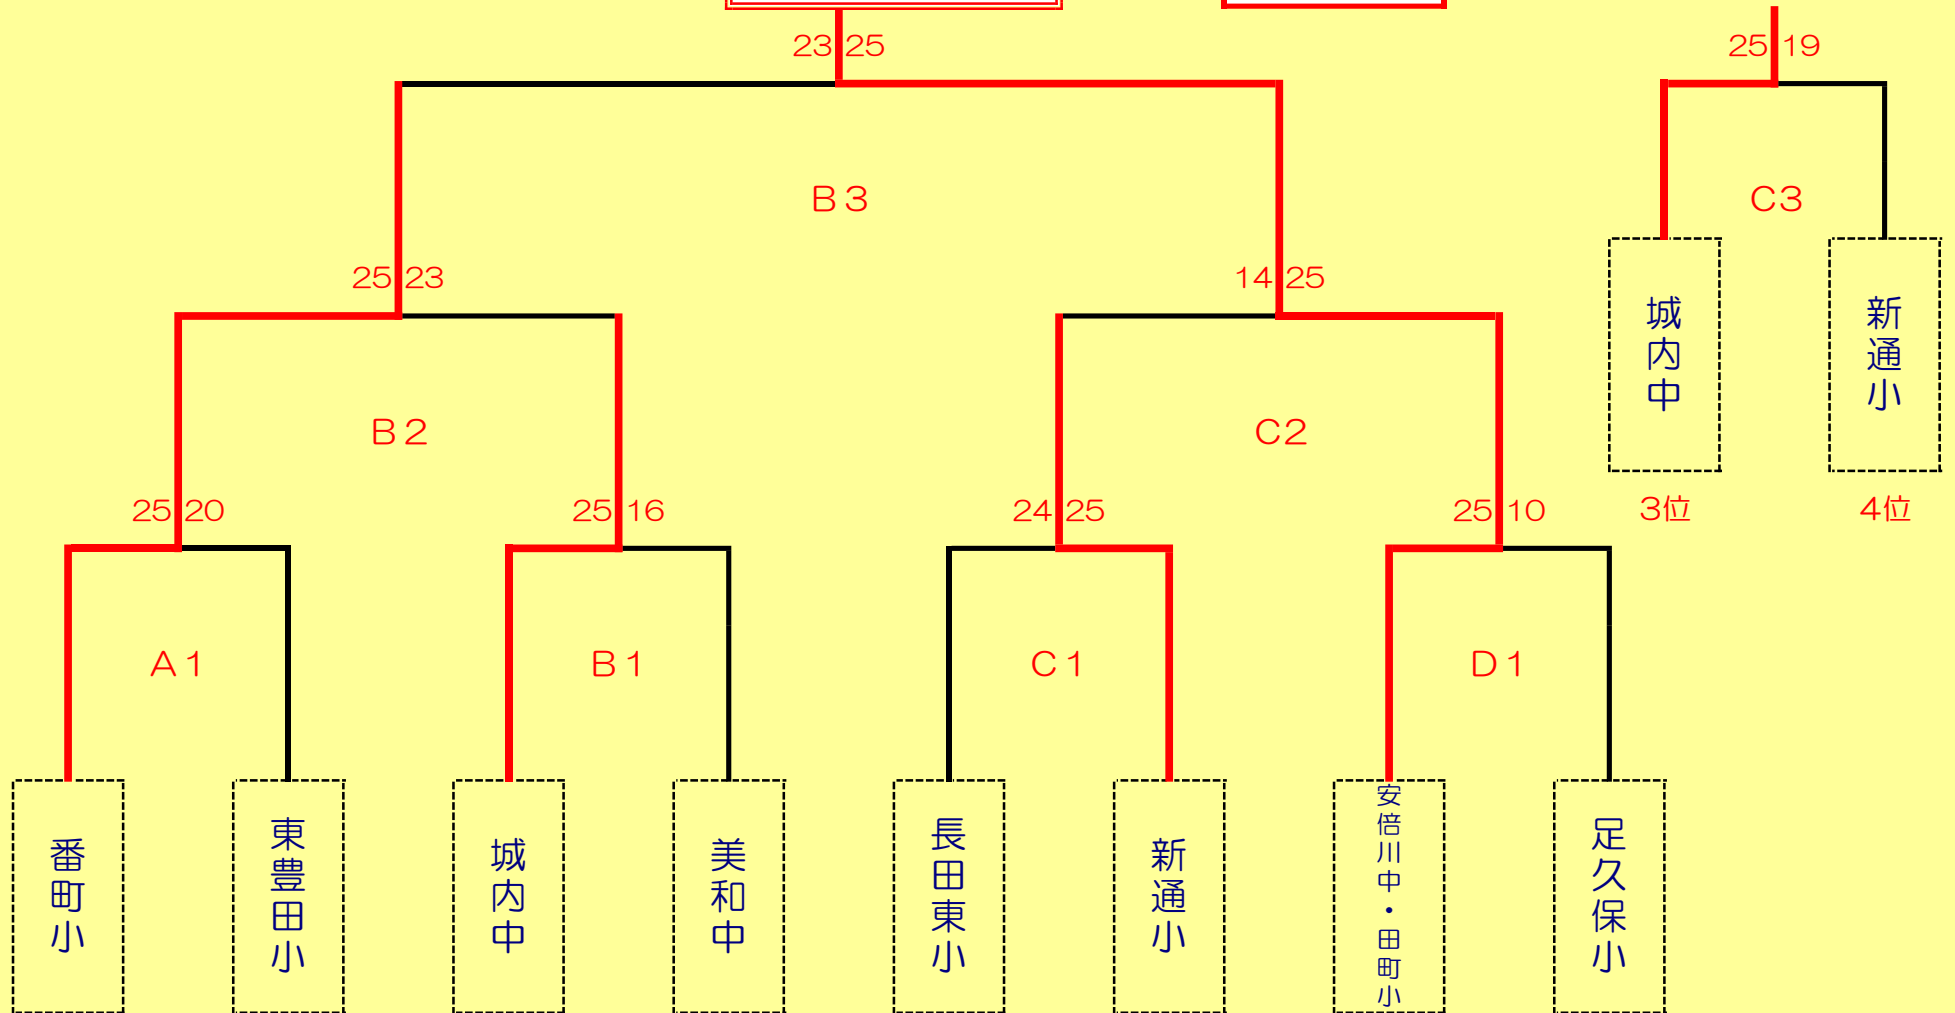 23 25
25 19
B3
C3
25 23
14 25
城内中
新通小
B2
C2
25 20
25 16
24 25
25 10
3位
4位
A1
B1
C1
D1
番町小
東豊田小
城内中
美和中
長田東小
新通小
安倍川中・田町小
足久保小